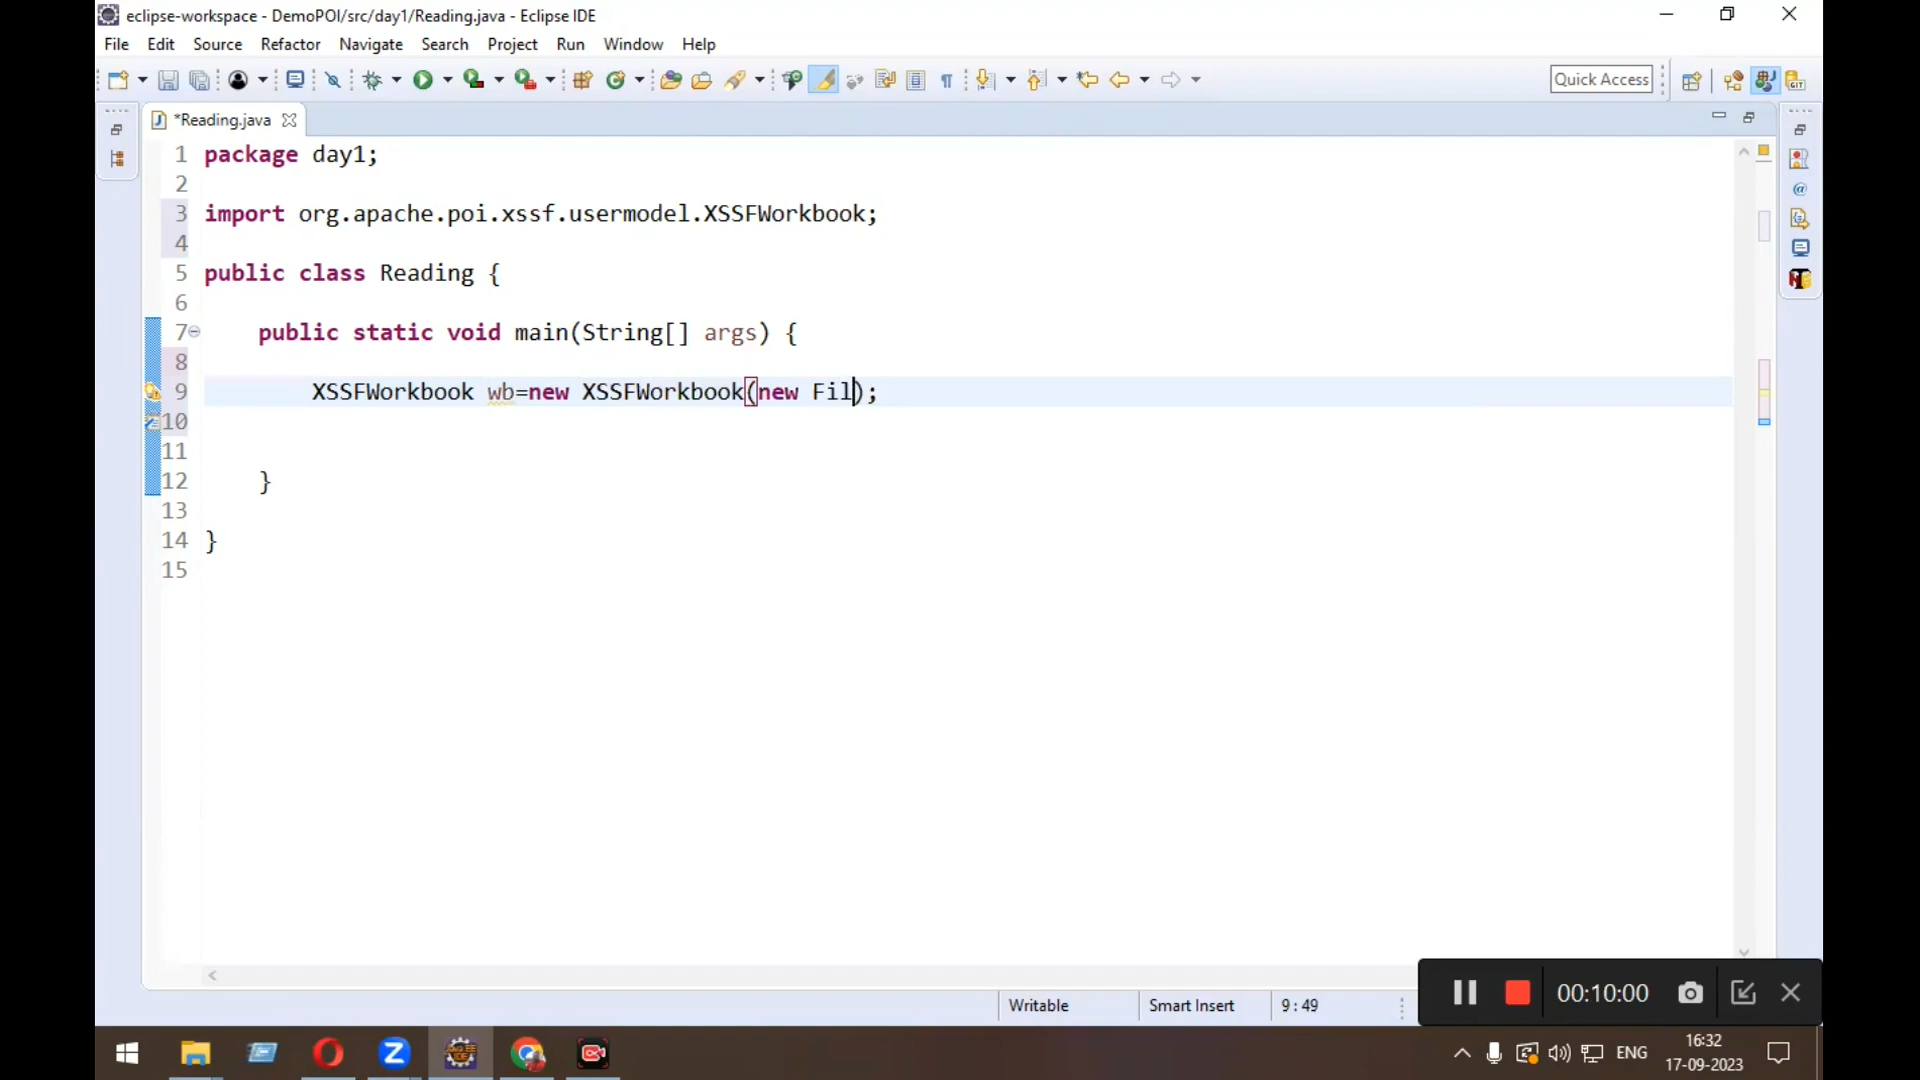 eclipse-workspace - DemoPOI/src/day1/Reading.java - Eclipse IDE
File Edit Source Refactor Navigate Search Project Run Window Help
Quick Access
*Reading.java
1 package day1;
2
3 import org.apache.poi.xssf.usermodel.XSSFWorkbook;
4
5 public class Reading {
6
7 public static void main(String[] args) {
8
9 XSSFWorkbook wb=new XSSFWorkbook(new Fil);
10
11
12 }
13
14 }
15
Writable Smart Insert 9 : 49
00:10:00
ENG
16:32
17-09-2023